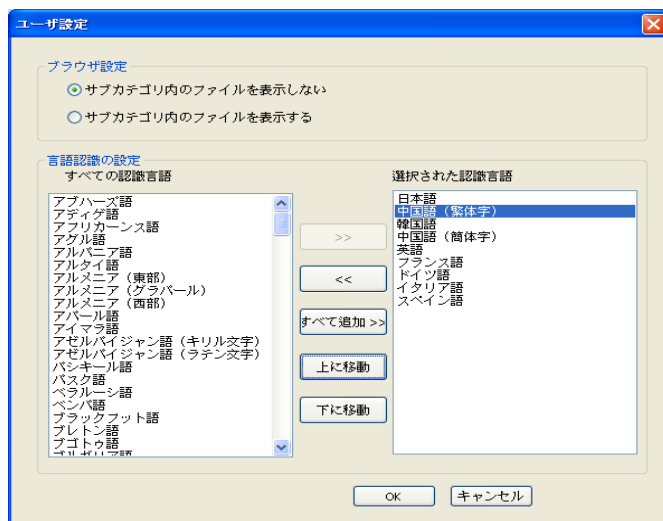 ユーザ設定
ブラウザ設定
サブカテゴリ内のファイルを表示しない
サブカテゴリ内のファイルを表示する
言語認識の設定
すべての認識言語
アブハーズ語
アディゲ語
アフリカーンス語
アグル語
アルバニア語
アルタイ語
アルメニア（東部）
アルメニア（グラバール）
アルメニア（西部）
アバール語
アイマラ語
アゼルバイジャン語（キリル文字）
アゼルバイジャン語（ラテン文字）
バシキール語
バスク語
ベラルーシ語
ベンバ語
ブラックフット語
ブレトン語
ブゴトゥ語
ブルガリア語
>>
<<
すべて追加 >>
上に移動
下に移動
選択された認識言語
日本語
中国語（繁体字）
韓国語
中国語（簡体字）
英語
フランス語
ドイツ語
イタリア語
スペイン語
OK
キャンセル